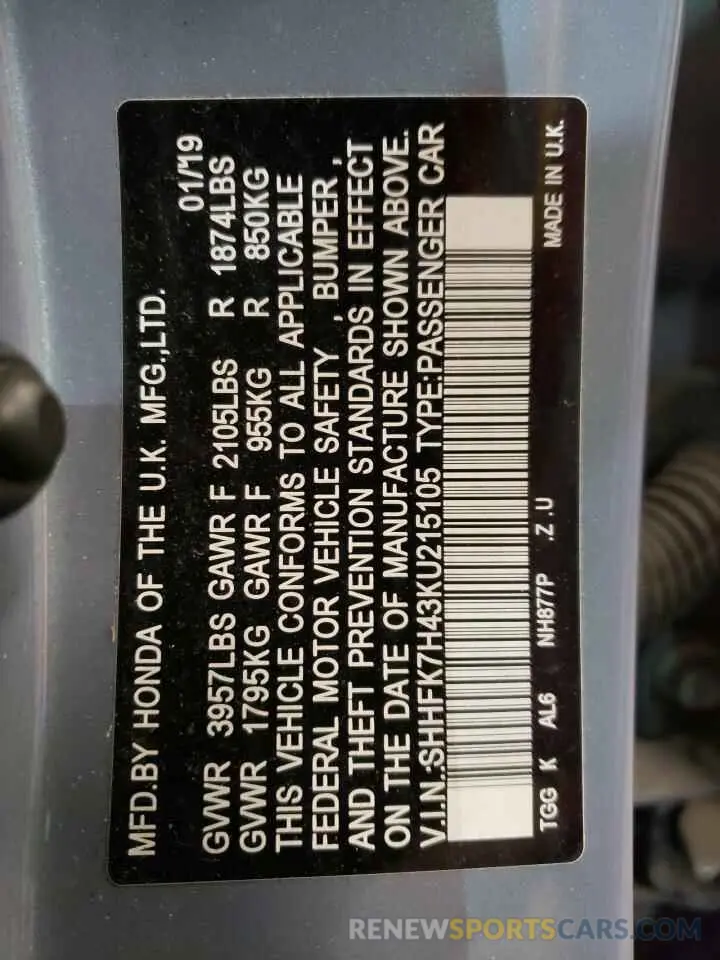 MFD.BY HONDA OF THE U.K. MFG.,LTD.
01/19
GVWR 3957LBS GAWR F 2105LBS R 1874LBS
GVWR 1795KG GAWR F 955KG R 850KG
THIS VEHICLE CONFORMS TO ALL APPLICABLE
FEDERAL MOTOR VEHICLE SAFETY , BUMPER ,
AND THEFT PREVENTION STANDARDS IN EFFECT
ON THE DATE OF MANUFACTURE SHOWN ABOVE.
V.I.N.:SHHFK7H43KU215105 TYPE:PASSENGER CAR
TGG K AL6 NH877P .Z .U MADE IN U.K.
RENEWSPORTSCARS.COM